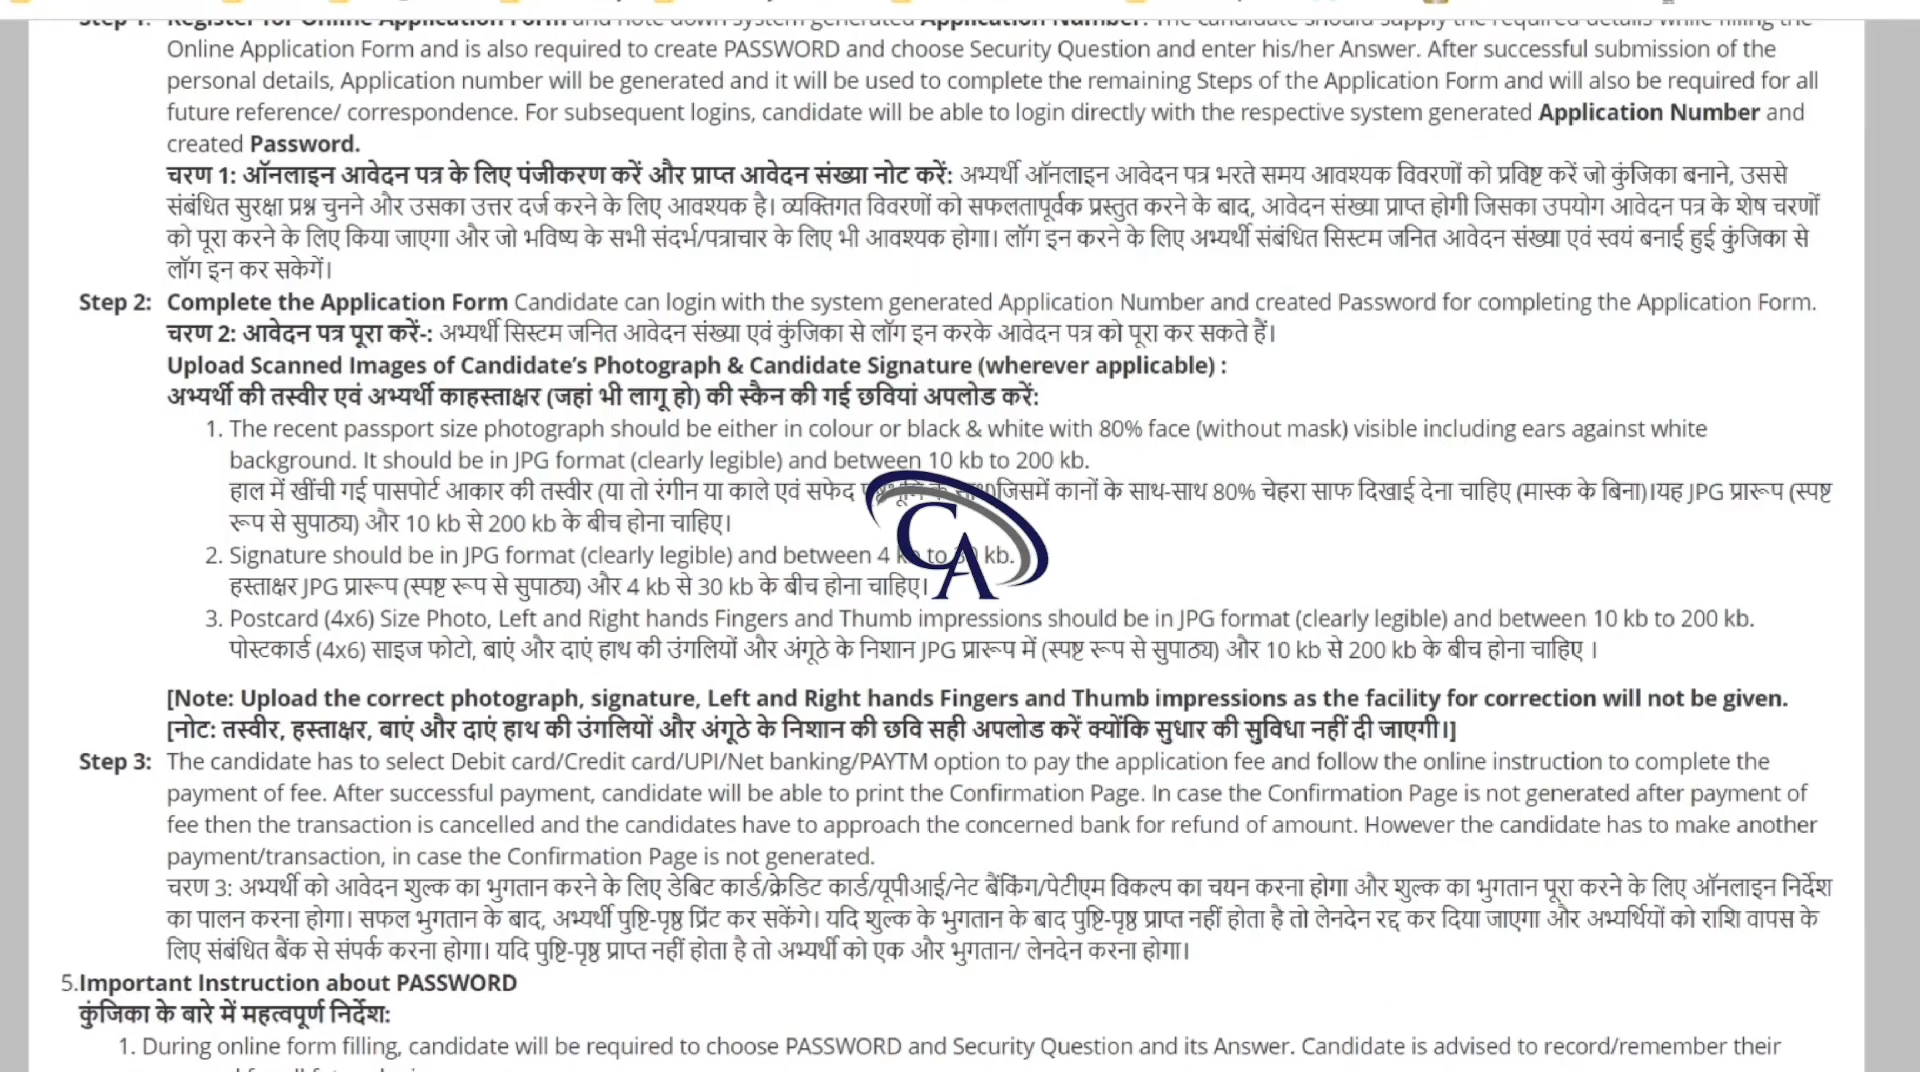 Step 1: Register for Online Application Form and note down system generated Application Number: The candidate should supply the required details while filling the
Online Application Form and is also required to create PASSWORD and choose Security Question and enter his/her Answer. After successful submission of the
personal details, Application number will be generated and it will be used to complete the remaining Steps of the Application Form and will also be required for all
future reference/ correspondence. For subsequent logins, candidate will be able to login directly with the respective system generated Application Number and
created Password.
चरण 1: ऑनलाइन आवेदन पत्र के लिए पंजीकरण करें और प्राप्त आवेदन संख्या नोट करें: अभ्यर्थी ऑनलाइन आवेदन पत्र भरते समय आवश्यक विवरणों को प्रविष्ट करें जो कुंजिका बनाने, उससे
संबंधित सुरक्षा प्रश्न चुनने और उसका उत्तर दर्ज करने के लिए आवश्यक है। व्यक्तिगत विवरणों को सफलतापूर्वक प्रस्तुत करने के बाद, आवेदन संख्या प्राप्त होगी जिसका उपयोग आवेदन पत्र के शेष चरणों
को पूरा करने के लिए किया जाएगा और जो भविष्य के सभी संदर्भ/पत्राचार के लिए भी आवश्यक होगा। लॉग इन करने के लिए अभ्यर्थी संबंधित सिस्टम जनित आवेदन संख्या एवं स्वयं बनाई हुई कुंजिका से
लॉग इन कर सकेगें।
Step 2: Complete the Application Form Candidate can login with the system generated Application Number and created Password for completing the Application Form.
चरण 2: आवेदन पत्र पूरा करें-: अभ्यर्थी सिस्टम जनित आवेदन संख्या एवं कुंजिका से लॉग इन करके आवेदन पत्र को पूरा कर सकते हैं।
Upload Scanned Images of Candidate’s Photograph & Candidate Signature (wherever applicable) :
अभ्यर्थी की तस्वीर एवं अभ्यर्थी काहस्ताक्षर (जहां भी लागू हो) की स्कैन की गई छवियां अपलोड करें:
1. The recent passport size photograph should be either in colour or black & white with 80% face (without mask) visible including ears against white
background. It should be in JPG format (clearly legible) and between 10 kb to 200 kb.
हाल में खींची गई पासपोर्ट आकार की तस्वीर (या तो रंगीन या काले एवं सफेद जिसमें कानों के साथ-साथ 80% चेहरा साफ दिखाई देना चाहिए (मास्क के बिना)।यह JPG प्रारूप (स्पष्ट
रूप से सुपाठ्य) और 10 kb से 200 kb के बीच होना चाहिए।
2. Signature should be in JPG format (clearly legible) and between 4 kb to 30 kb.
हस्ताक्षर JPG प्रारूप (स्पष्ट रूप से सुपाठ्य) और 4 kb से 30 kb के बीच होना चाहिए।
CA
3. Postcard (4x6) Size Photo, Left and Right hands Fingers and Thumb impressions should be in JPG format (clearly legible) and between 10 kb to 200 kb.
पोस्टकार्ड (4x6) साइज फोटो, बाएं और दाएं हाथ की उंगलियों और अंगूठे के निशान JPG प्रारूप में (स्पष्ट रूप से सुपाठ्य) और 10 kb से 200 kb के बीच होना चाहिए ।
[Note: Upload the correct photograph, signature, Left and Right hands Fingers and Thumb impressions as the facility for correction will not be given.
[नोट: तस्वीर, हस्ताक्षर, बाएं और दाएं हाथ की उंगलियों और अंगूठे के निशान की छवि सही अपलोड करें क्योंकि सुधार की सुविधा नहीं दी जाएगी।]
Step 3: The candidate has to select Debit card/Credit card/UPI/Net banking/PAYTM option to pay the application fee and follow the online instruction to complete the
payment of fee. After successful payment, candidate will be able to print the Confirmation Page. In case the Confirmation Page is not generated after payment of
fee then the transaction is cancelled and the candidates have to approach the concerned bank for refund of amount. However the candidate has to make another
payment/transaction, in case the Confirmation Page is not generated.
चरण 3: अभ्यर्थी को आवेदन शुल्क का भुगतान करने के लिए डेबिट कार्ड/क्रेडिट कार्ड/यूपीआई/नेट बैंकिंग/पेटीएम विकल्प का चयन करना होगा और शुल्क का भुगतान पूरा करने के लिए ऑनलाइन निर्देश
का पालन करना होगा। सफल भुगतान के बाद, अभ्यर्थी पुष्टि-पृष्ठ प्रिंट कर सकेंगे। यदि शुल्क के भुगतान के बाद पुष्टि-पृष्ठ प्राप्त नहीं होता है तो लेनदेन रद्द कर दिया जाएगा और अभ्यर्थियों को राशि वापस के
लिए संबंधित बैंक से संपर्क करना होगा। यदि पुष्टि-पृष्ठ प्राप्त नहीं होता है तो अभ्यर्थी को एक और भुगतान/ लेनदेन करना होगा।
5.Important Instruction about PASSWORD
कुंजिका के बारे में महत्वपूर्ण निर्देश:
1. During online form filling, candidate will be required to choose PASSWORD and Security Question and its Answer. Candidate is advised to record/remember their